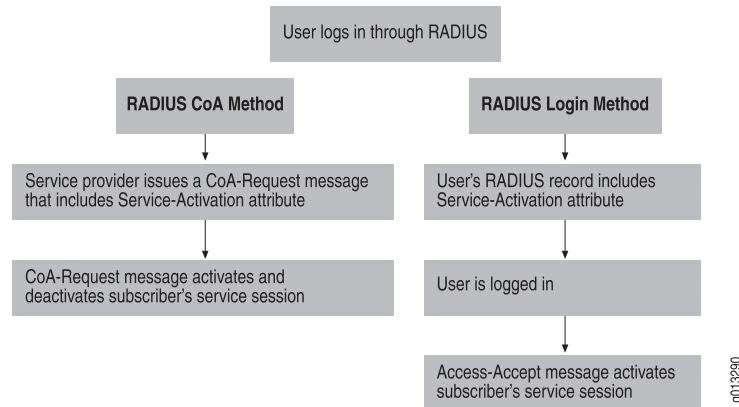 User logs in through RADIUS
RADIUS CoA Method
Service provider issues a CoA-Request message
that includes Service-Activation attribute
CoA-Request message activates and
deactivates subscriber's service session
RADIUS Login Method
User's RADIUS record includes
Service-Activation attribute
User is logged in
Access-Accept message activates
subscriber's service session
g013290